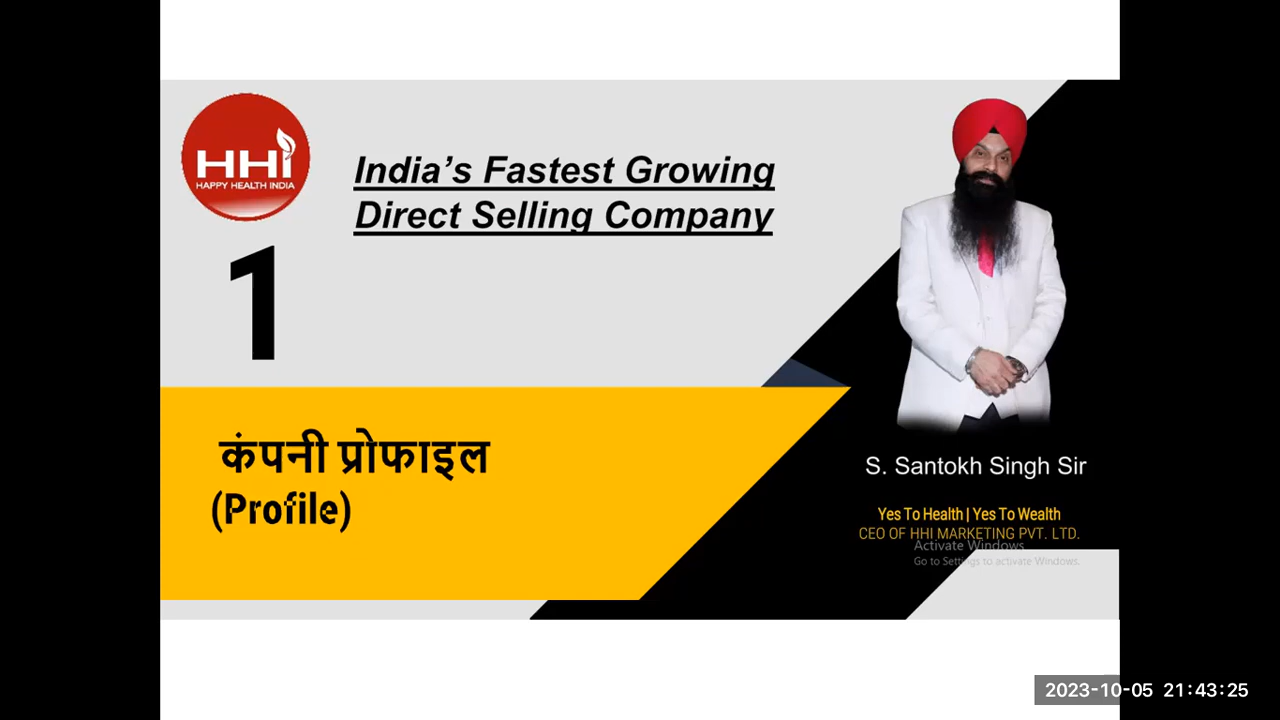 HHi
HAPPY HEALTH INDIA
India's Fastest Growing
Direct Selling Company
1
कंपनी प्रोफाइल
(Profile)
S. Santokh Singh Sir
Yes To Health | Yes To Wealth
CEO OF HHI MARKETING PVT. LTD.
Activate Windows
Go to Settings to activate Windows.
2023-10-05 21:43:25